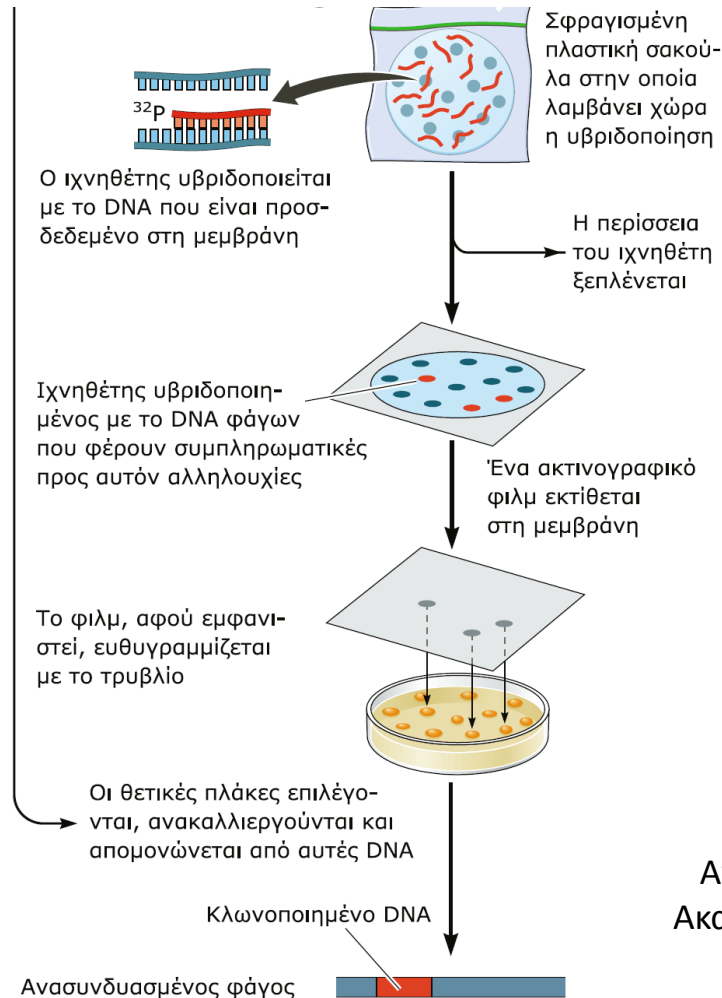 Σφραγισμένη
πλαστική σακού-
λα στην οποία
λαμβάνει χώρα
η υβριδοποίηση
³²P
Ο ιχνηθέτης υβριδοποιείται
με το DNA που είναι προσ-
δεδεμένο στη μεμβράνη
Η περίσσεια
του ιχνηθέτη
ξεπλένεται
Ιχνηθέτης υβριδοποιη-
μένος με το DNA φάγων
που φέρουν συμπληρωματικές
προς αυτόν αλληλουχίες
Ένα ακτινογραφικό
φιλμ εκτίθεται
στη μεμβράνη
Το φιλμ, αφού εμφανι-
στεί, ευθυγραμμίζεται
με το τρυβλίο
Οι θετικές πλάκες επιλέγο-
νται, ανακαλλιεργούνται και
απομονώνεται από αυτές DNA
Κλωνοποιημένο DNA
Ανασυνδυασμένος φάγος